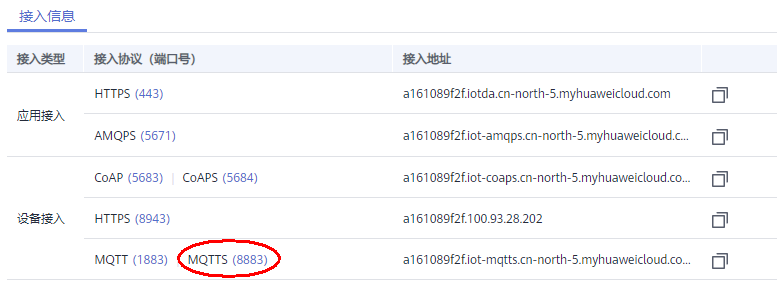 接入信息
接入类型 接入协议（端口号） 接入地址
应用接入
HTTPS (443) a161089f2f.iotda.cn-north-5.myhuaweicloud.com
AMQPS (5671) a161089f2f.iot-amqps.cn-north-5.myhuaweicloud.c...
设备接入
CoAP (5683) | CoAPS (5684) a161089f2f.iot-coaps.cn-north-5.myhuaweicloud.co...
HTTPS (8943) a161089f2f.100.93.28.202
MQTT (1883) MQTTS (8883) a161089f2f.iot-mqtts.cn-north-5.myhuaweicloud.co...